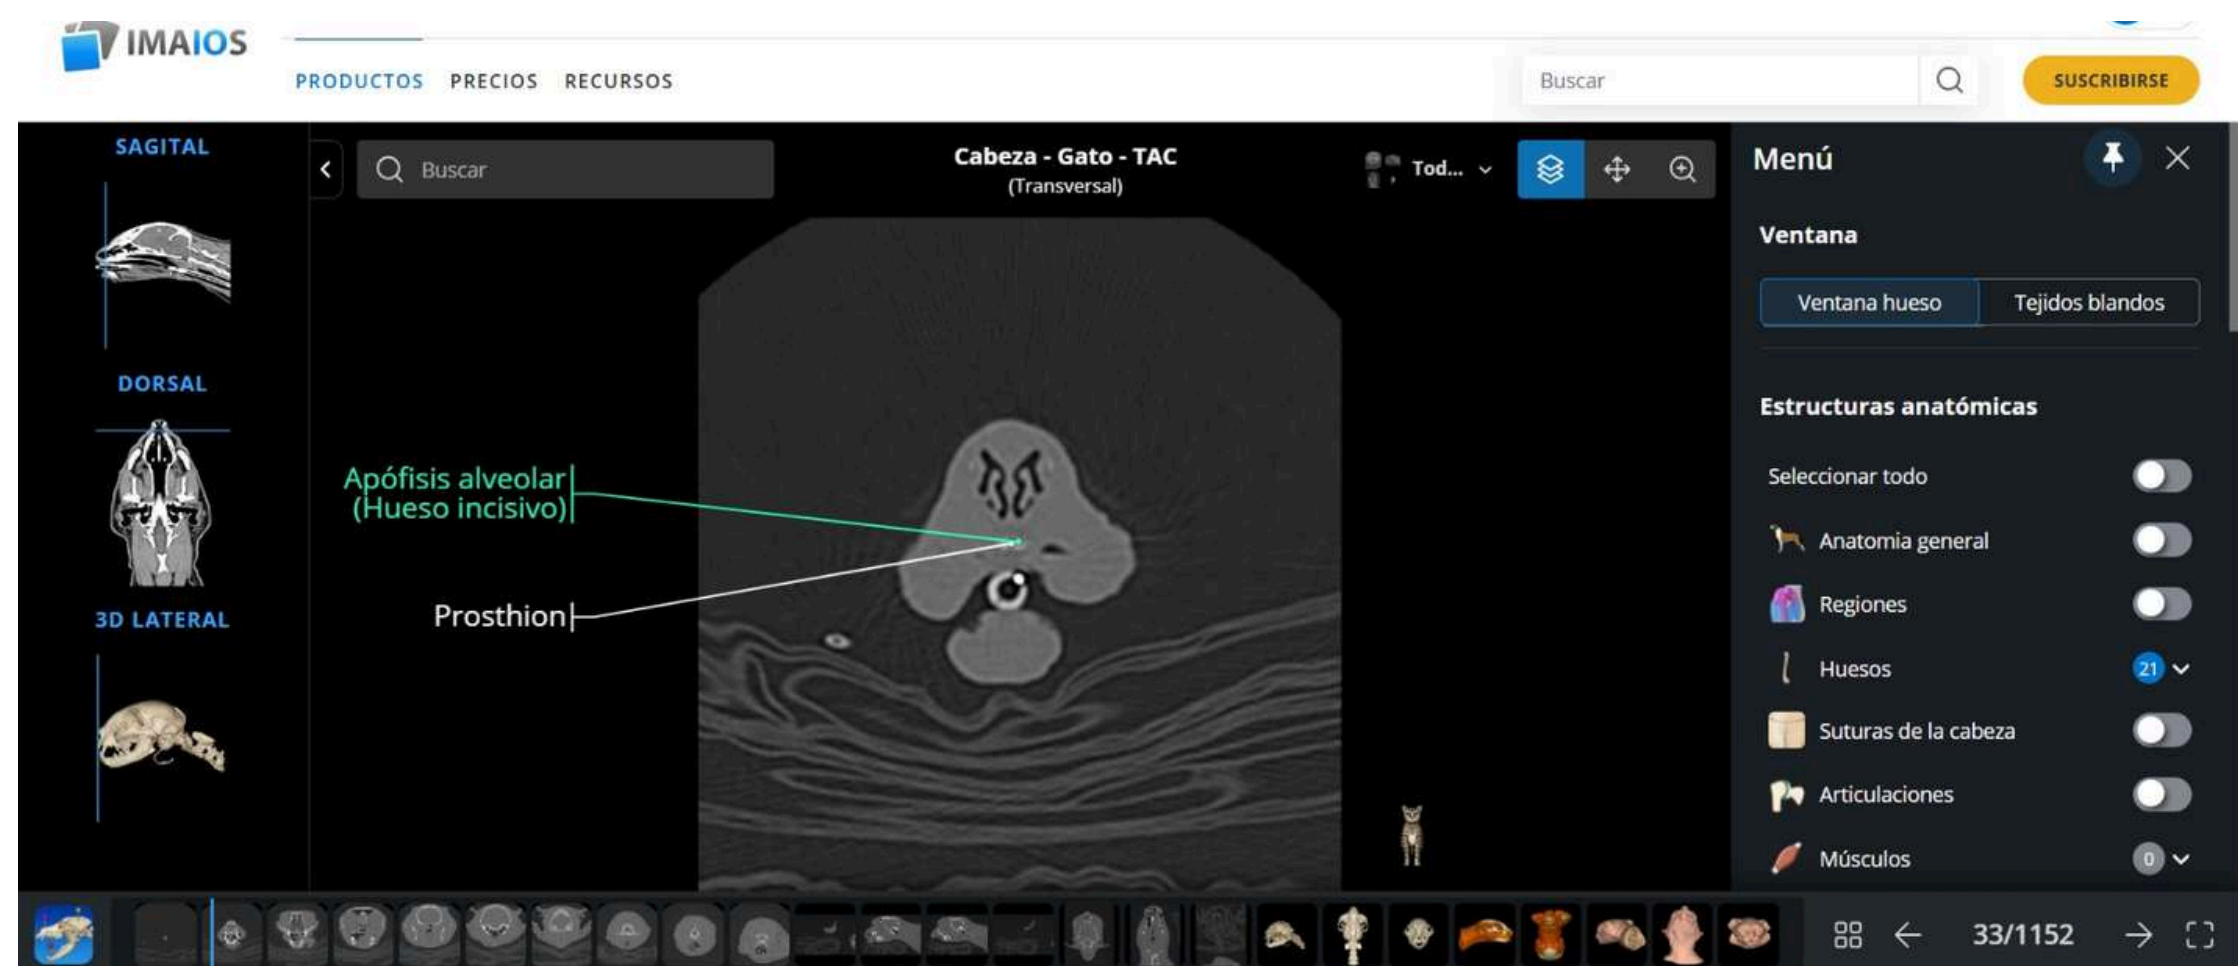 IMAIOS
PRODUCTOS PRECIOS RECURSOS
Buscar
SUSCRIBIRSE
SAGITAL
DORSAL
3D LATERAL
Buscar
Cabeza - Gato - TAC
(Transversal)
Tod...
Apófisis alveolar
(Hueso incisivo)
Prosthion
Menú
Ventana
Ventana hueso Tejidos blandos
Estructuras anatómicas
Seleccionar todo
Anatomia general
Regiones
Huesos 21
Suturas de la cabeza
Articulaciones
Músculos 0
33/1152